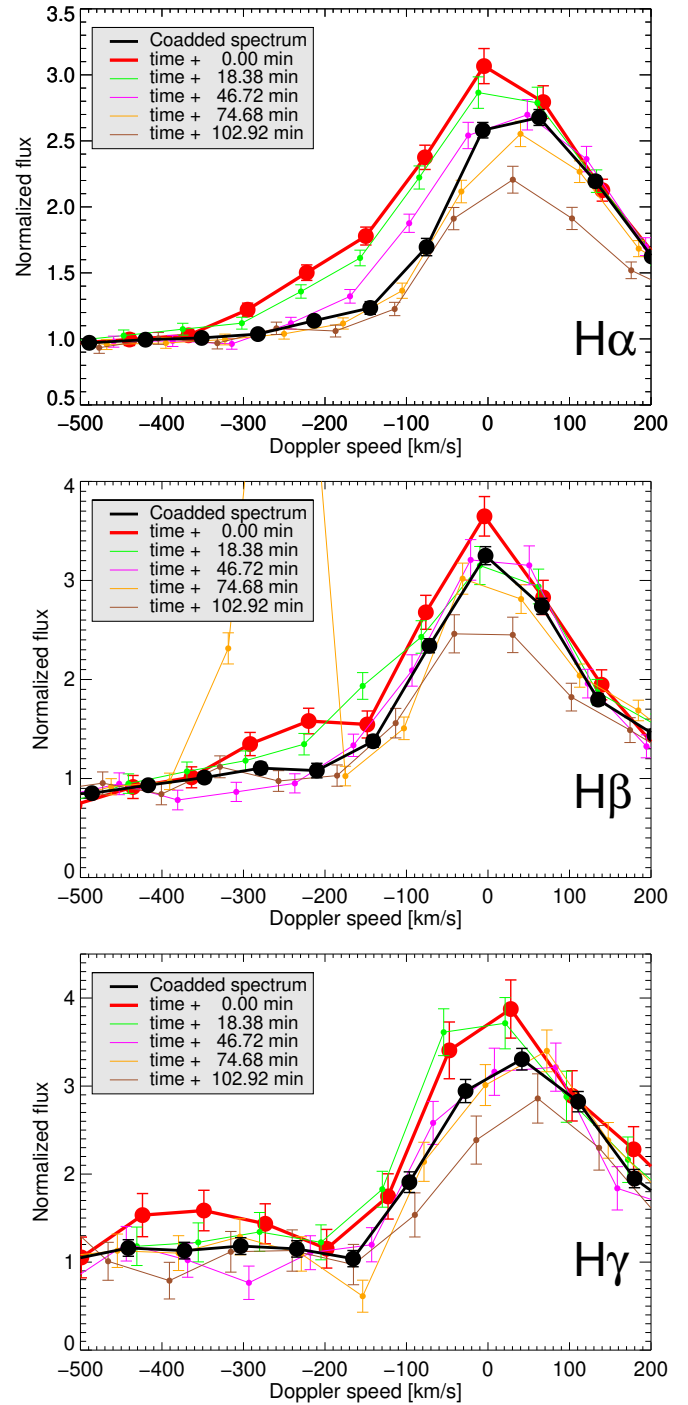 3.5
3.0
2.5
2.0
1.5
1.0
0.5
Normalized flux
Coadded spectrum
time + 0.00 min
time + 18.38 min
time + 46.72 min
time + 74.68 min
time + 102.92 min
Hα
−500 −400 −300 −200 −100 0 100 200
Doppler speed [km/s]
4
3
2
1
0
Normalized flux
Coadded spectrum
time + 0.00 min
time + 18.38 min
time + 46.72 min
time + 74.68 min
time + 102.92 min
Hβ
−500 −400 −300 −200 −100 0 100 200
Doppler speed [km/s]
4
3
2
1
0
Normalized flux
Coadded spectrum
time + 0.00 min
time + 18.38 min
time + 46.72 min
time + 74.68 min
time + 102.92 min
Hγ
−500 −400 −300 −200 −100 0 100 200
Doppler speed [km/s]